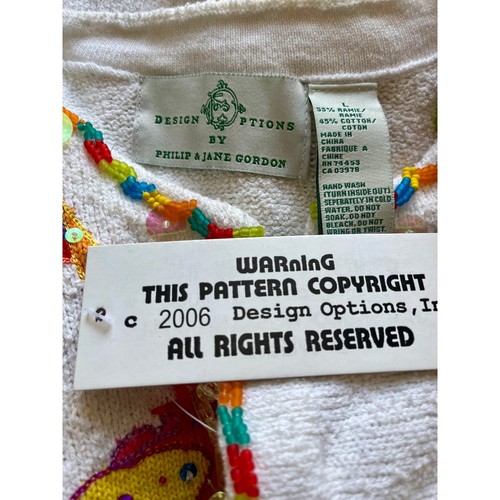 DESIGN OPTIONS
BY
PHILIP & JANE GORDON
L
55% RAMIE/
RAMIE
45% COTTON/
COTON
MADE IN
CHINA
FABRIQUE A
CHINE
RN 74453
CA 03978
HAND WASH
(TURN INSIDE OUT)
SEPERATELY IN COLD
WATER. DO NOT
SOAK. DO NOT
BLEACH. DO NOT
WRING OR TWIST.
WARnInG
THIS PATTERN COPYRIGHT
c 2006 Design Options, In
ALL RIGHTS RESERVED